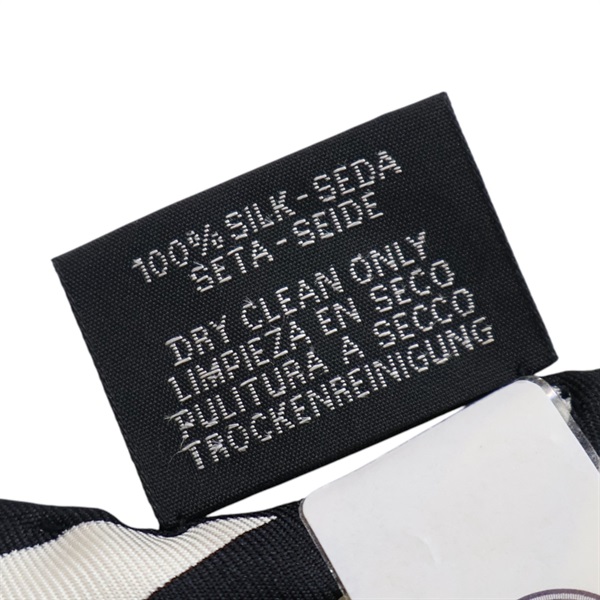 100% SILK - SEDA
SETA - SEIDE
DRY CLEAN ONLY
LIMPIEZA EN SECO
PULITURA A SECCO
TROCKENREINIGUNG